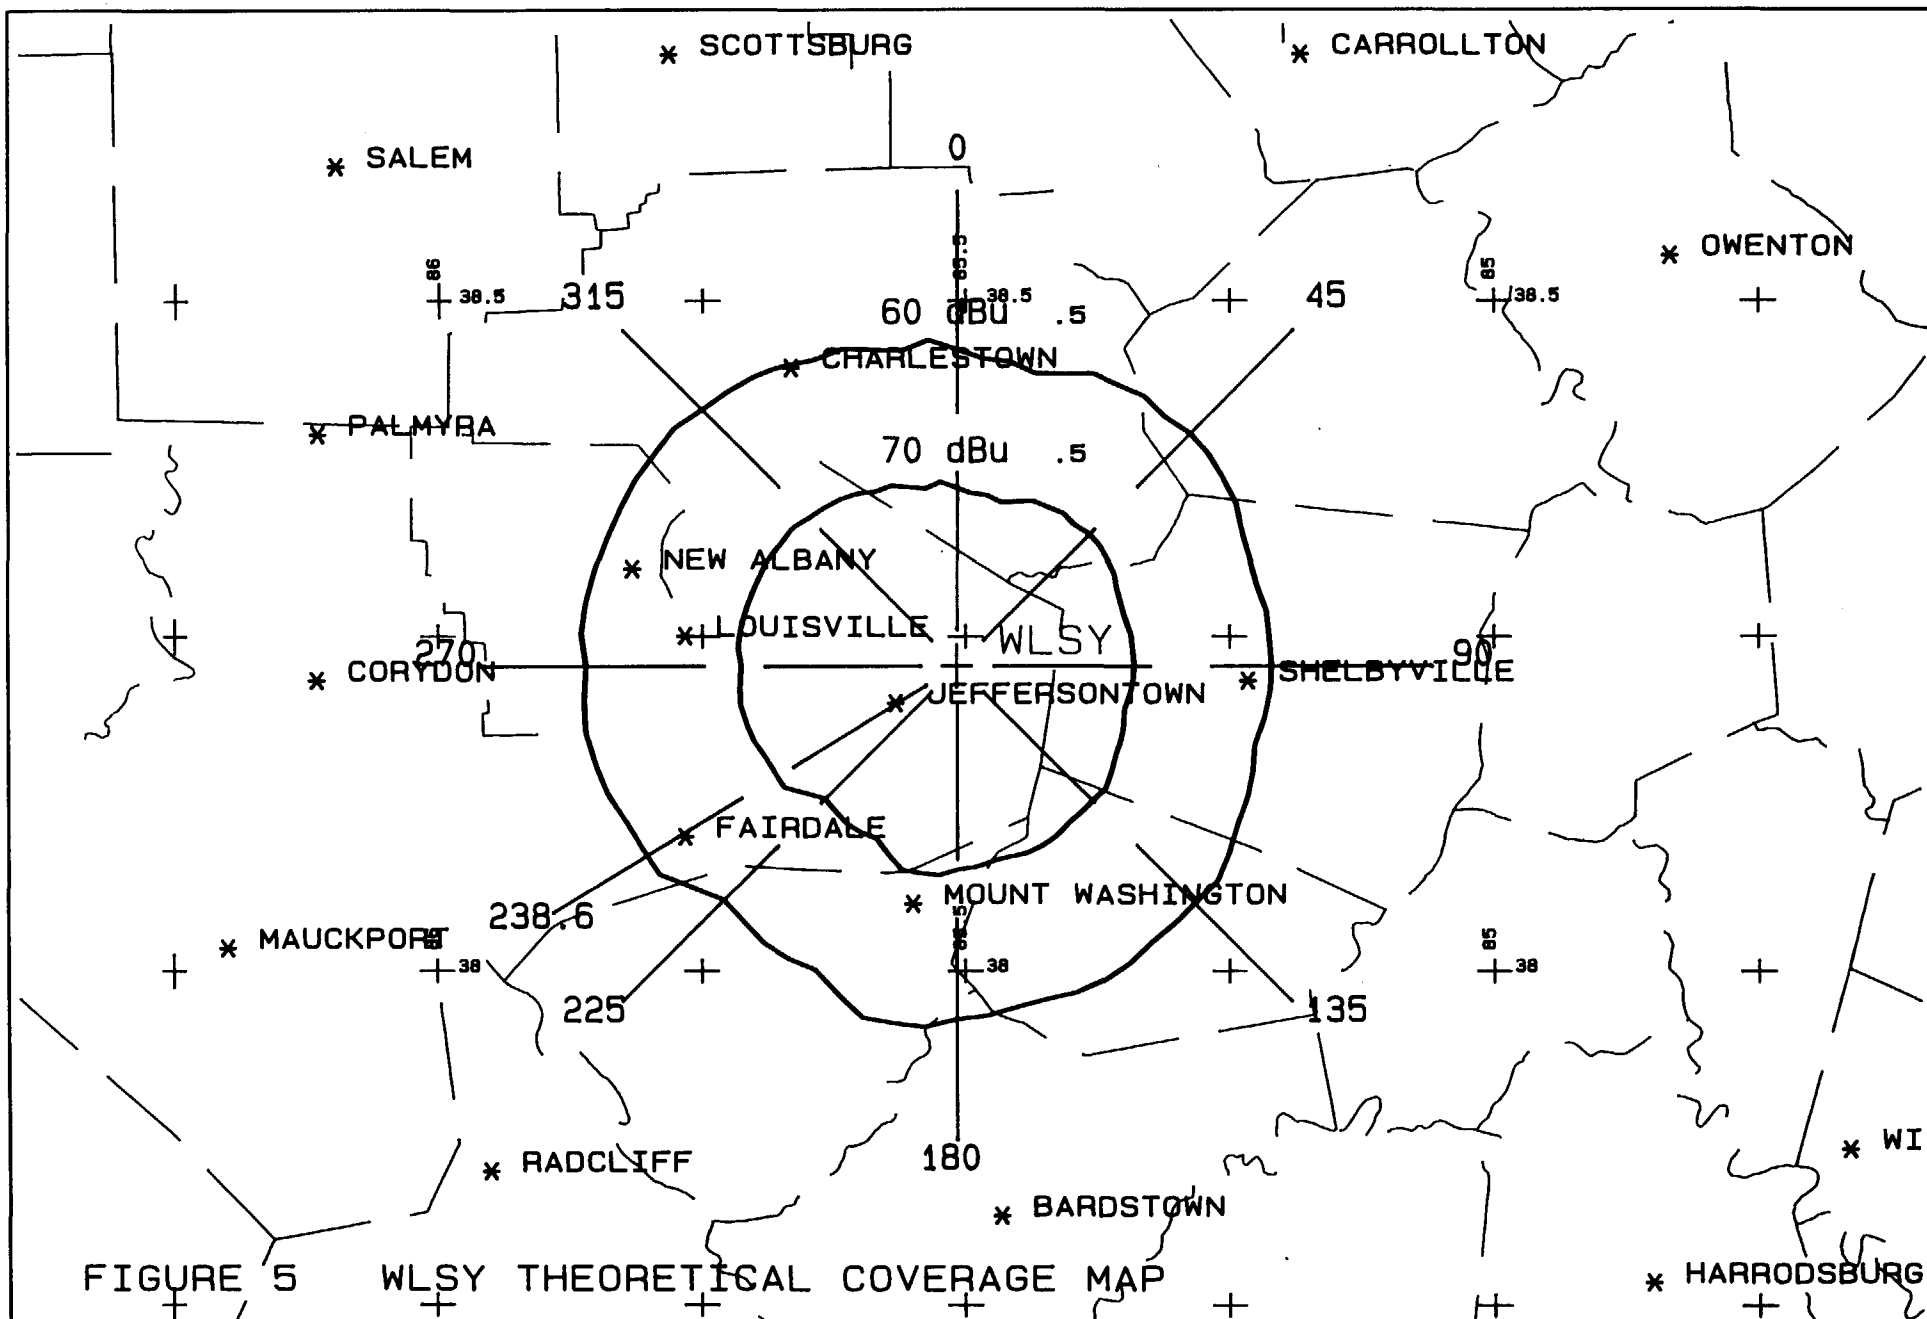 SCOTTSBURG
CARROLLTON
SALEM
0
OWENTON
86
38.5
315
85.5
38.5
45
85
38.5
60 dBu .5
CHARLESTOWN
PALMYRA
70 dBu .5
NEW ALBANY
LOUISVILLE
WLSY
270
90
CORYDON
SHELBYVILLE
JEFFERSONTOWN
FAIRDALE
MOUNT WASHINGTON
238.6
MAUCKPORT
38
38
85
38
225
135
180
RADCLIFF
WI
BARDSTOWN
HARRODSBURG
FIGURE 5 WLSY THEORETICAL COVERAGE MAP